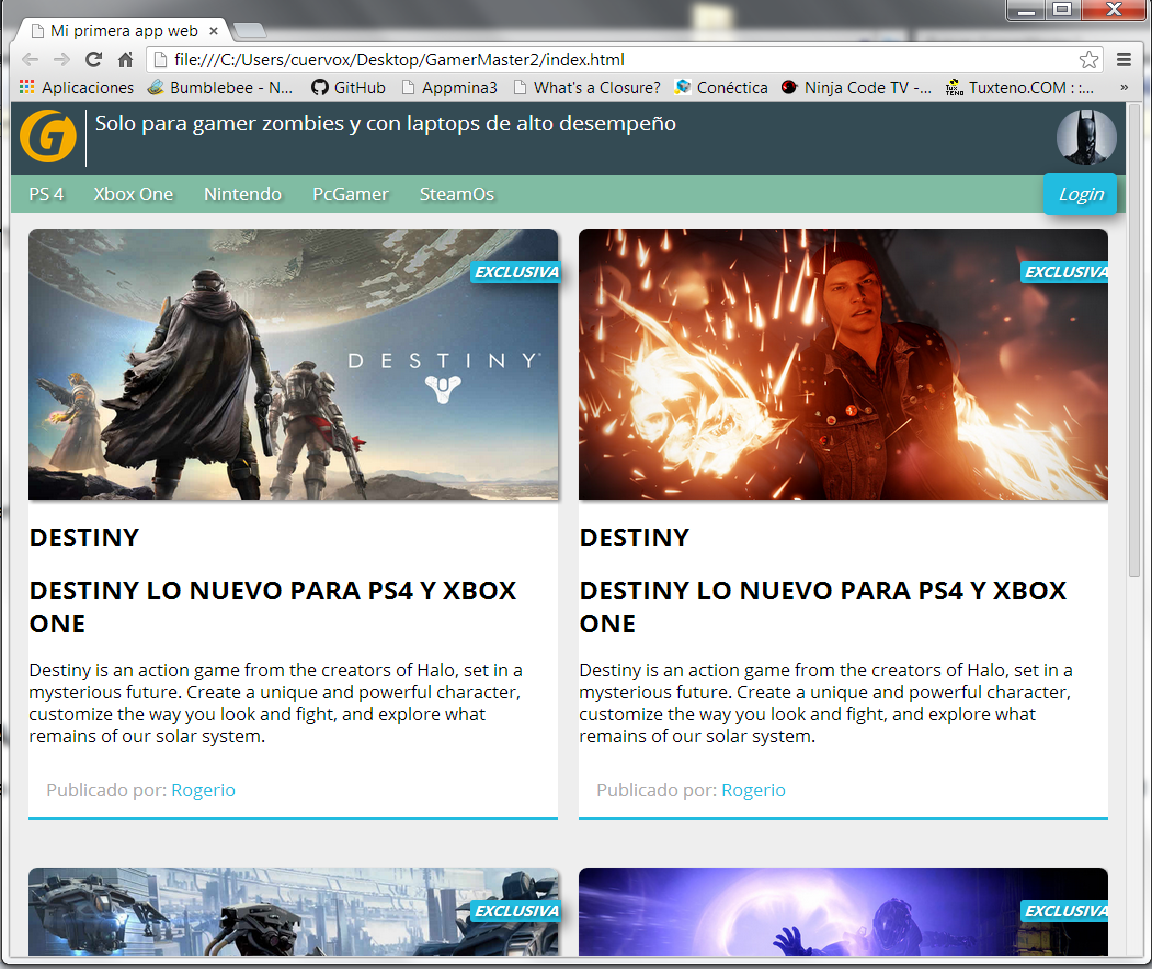 Mi primera app web
file:///C:/Users/cuervox/Desktop/GamerMaster2/index.html
Aplicaciones Bumblebee - N... GitHub Appmina3 What's a Closure? Conéctica Ninja Code TV -... Tuxteno.COM : :... »
G Solo para gamer zombies y con laptops de alto desempeño
PS 4 Xbox One Nintendo PcGamer SteamOs Login
EXCLUSIVA
DESTINY
DESTINY
DESTINY LO NUEVO PARA PS4 Y XBOX
ONE
Destiny is an action game from the creators of Halo, set in a
mysterious future. Create a unique and powerful character,
customize the way you look and fight, and explore what
remains of our solar system.
Publicado por: Rogerio
EXCLUSIVA
DESTINY
DESTINY LO NUEVO PARA PS4 Y XBOX
ONE
Destiny is an action game from the creators of Halo, set in a
mysterious future. Create a unique and powerful character,
customize the way you look and fight, and explore what
remains of our solar system.
Publicado por: Rogerio
EXCLUSIVA
EXCLUSIVA